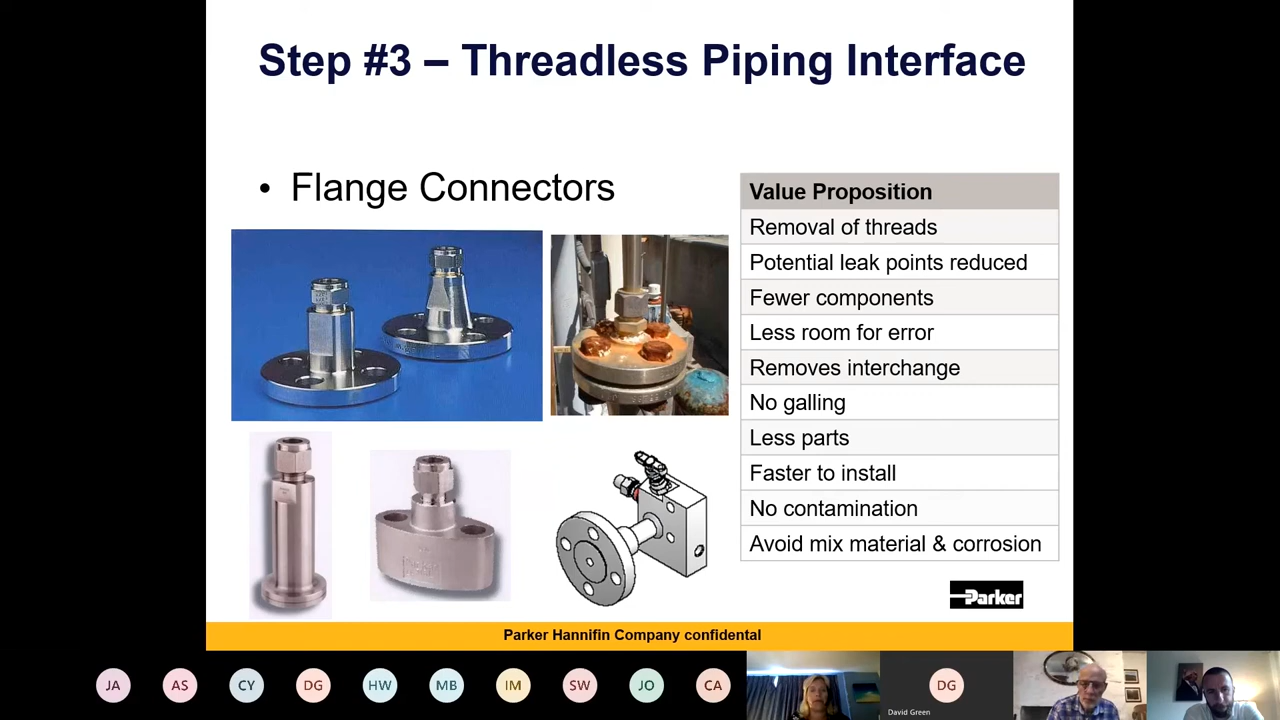 Step #3 – Threadless Piping Interface
• Flange Connectors
Value Proposition
Removal of threads
Potential leak points reduced
Fewer components
Less room for error
Removes interchange
No galling
Less parts
Faster to install
No contamination
Avoid mix material & corrosion
Parker
Parker Hannifin Company confidental
JA
AS
CY
DG
HW
MB
IM
SW
JO
CA
DG
David Green